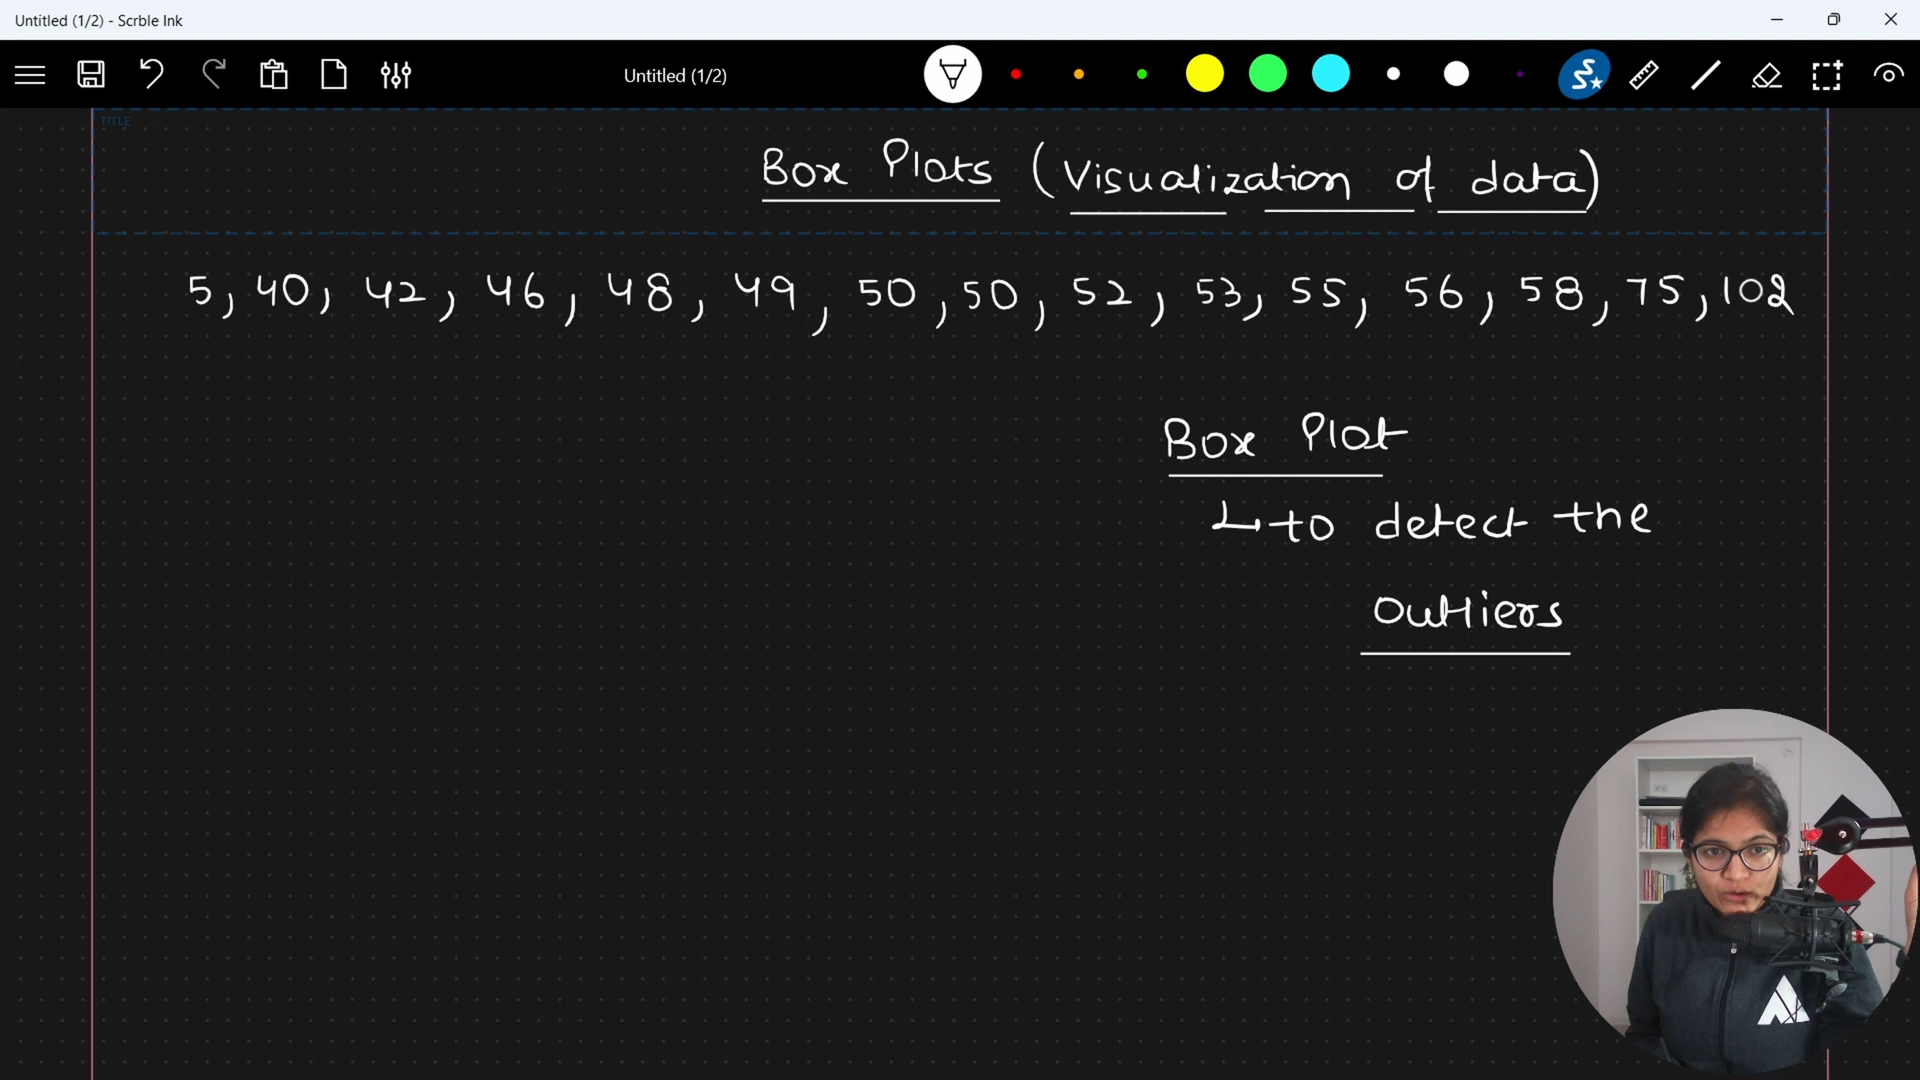 Untitled (1/2) - Scrble Ink
Untitled (1/2)
TITLE
Box Plots (Visualization of data)
5, 40, 42, 46, 48, 49, 50, 50, 52, 53, 55, 56, 58, 75, 102
Box Plot
↳ to detect the
Outliers